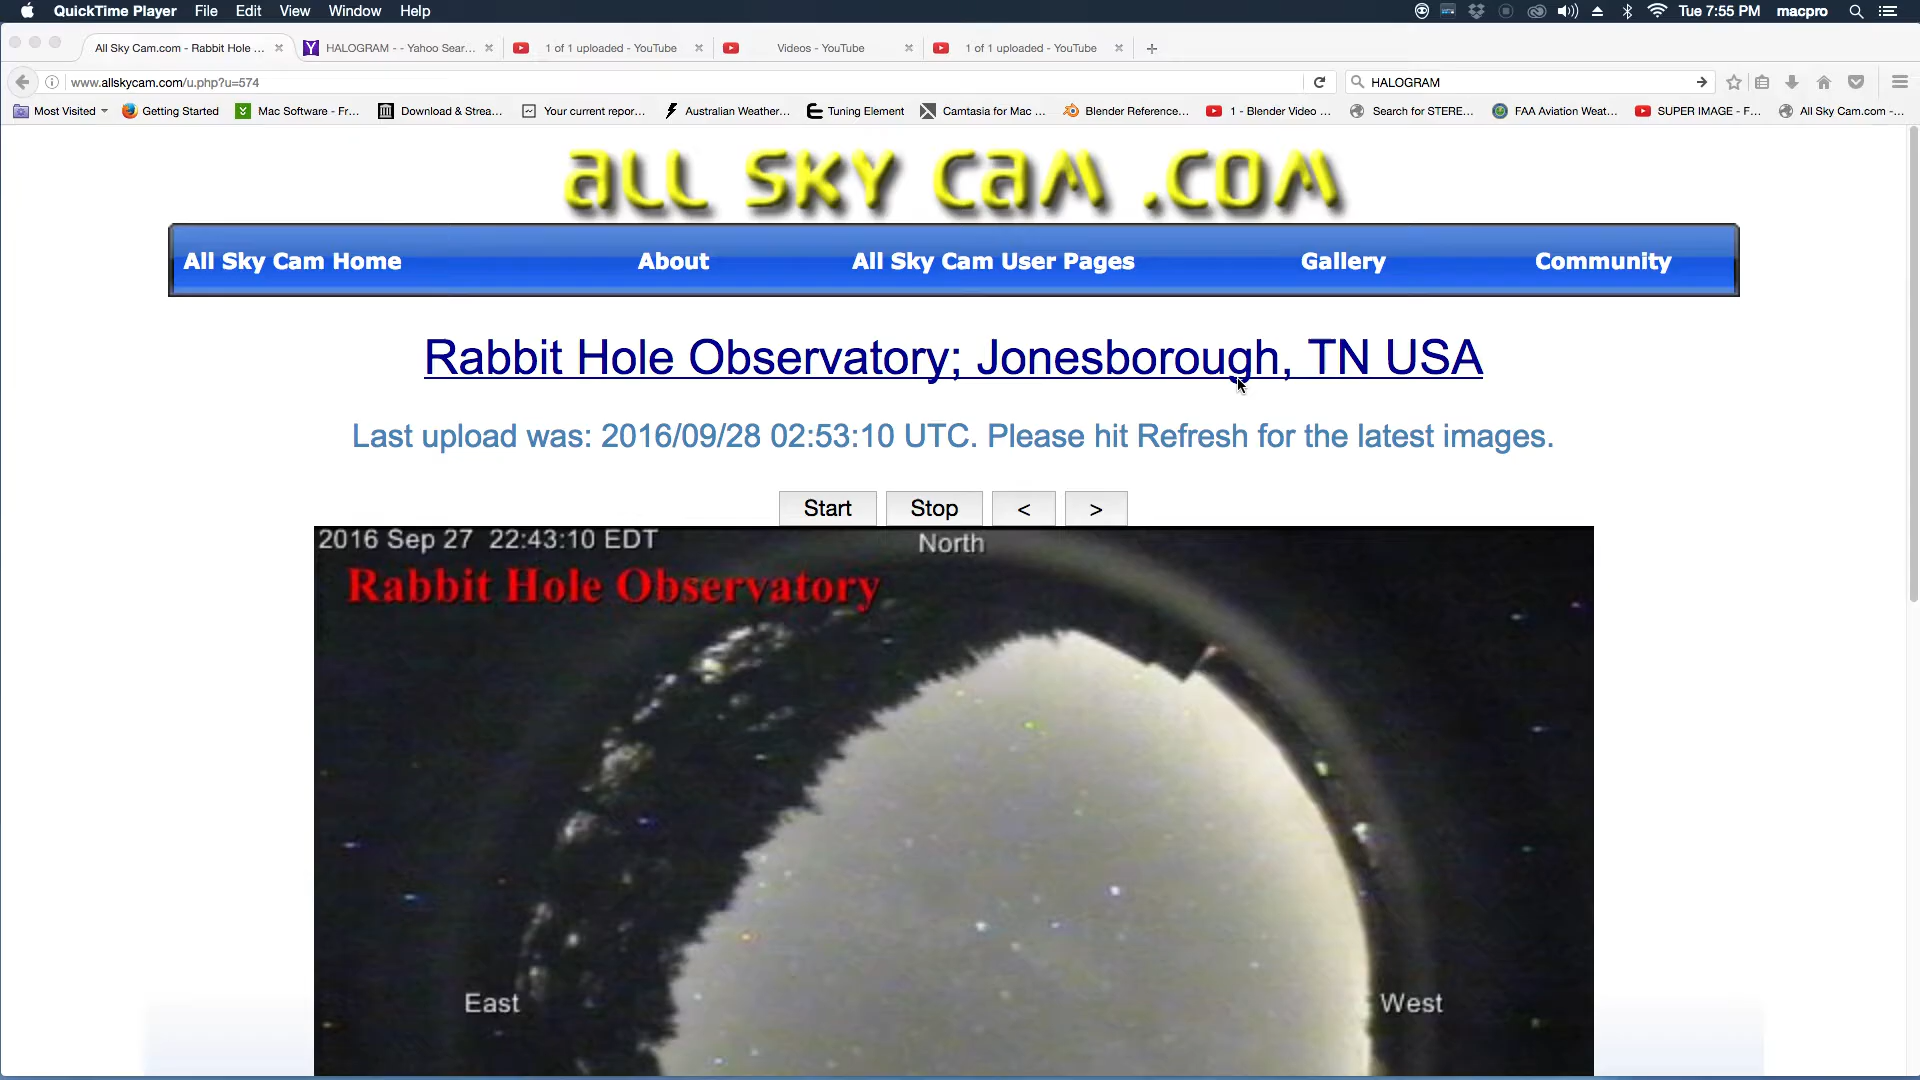 QuickTime Player File Edit View Window Help Tue 7:55 PM macpro
All Sky Cam.com - Rabbit Hole ... HALOGRAM - - Yahoo Sear... 1 of 1 uploaded - YouTube Videos - YouTube 1 of 1 uploaded - YouTube
www.allskycam.com/u.php?u=574 HALOGRAM
Most Visited Getting Started Mac Software - Fr... Download & Strea... Your current repor... Australian Weather... Tuning Element Camtasia for Mac ... Blender Reference... 1 - Blender Video ... Search for STERE... FAA Aviation Weat... SUPER IMAGE - F... All Sky Cam.com -...
ALL SKY CAM .COM
All Sky Cam Home About All Sky Cam User Pages Gallery Community
Rabbit Hole Observatory; Jonesborough, TN USA
Last upload was: 2016/09/28 02:53:10 UTC. Please hit Refresh for the latest images.
Start Stop < >
2016 Sep 27 22:43:10 EDT North
Rabbit Hole Observatory
East West